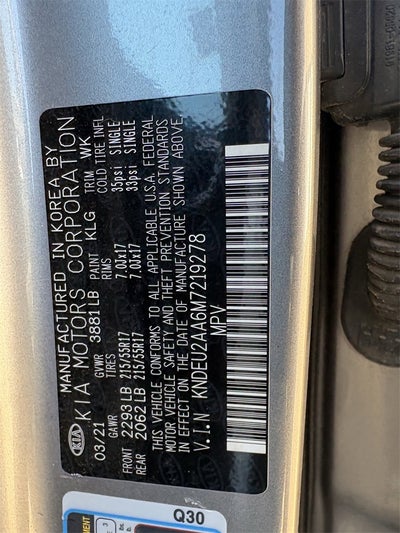 KIA
MANUFACTURED IN KOREA BY
KIA MOTORS CORPORATION
03/21 GVWR 3881LB PAINT KLG TRIM WK
GAWR RIMS COLD TIRE INFL
FRONT 2293LB 215/55R17 7.0Jx17 35psi SINGLE
REAR 2062LB 215/55R17 7.0Jx17 33psi SINGLE
THIS VEHICLE CONFORMS TO ALL APPLICABLE U.S.A. FEDERAL
MOTOR VEHICLE SAFETY AND THEFT PREVENTION STANDARDS IN
EFFECT ON THE DATE OF MANUFACTURE SHOWN ABOVE.
V.I.N KNDEU2AA6M7219278
MPV
Q30